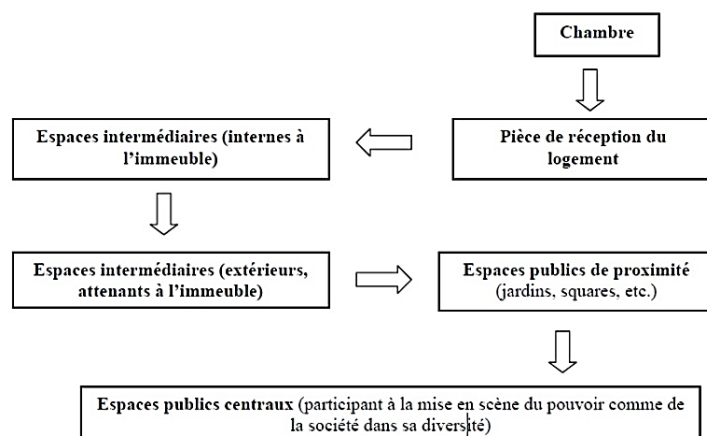 Chambre
Pièce de réception du
logement
Espaces intermédiaires (internes à
l'immeuble)
Espaces intermédiaires (extérieurs,
attenants à l'immeuble)
Espaces publics de proximité
(jardins, squares, etc.)
Espaces publics centraux (participant à la mise en scène du pouvoir comme de
la société dans sa diversité)